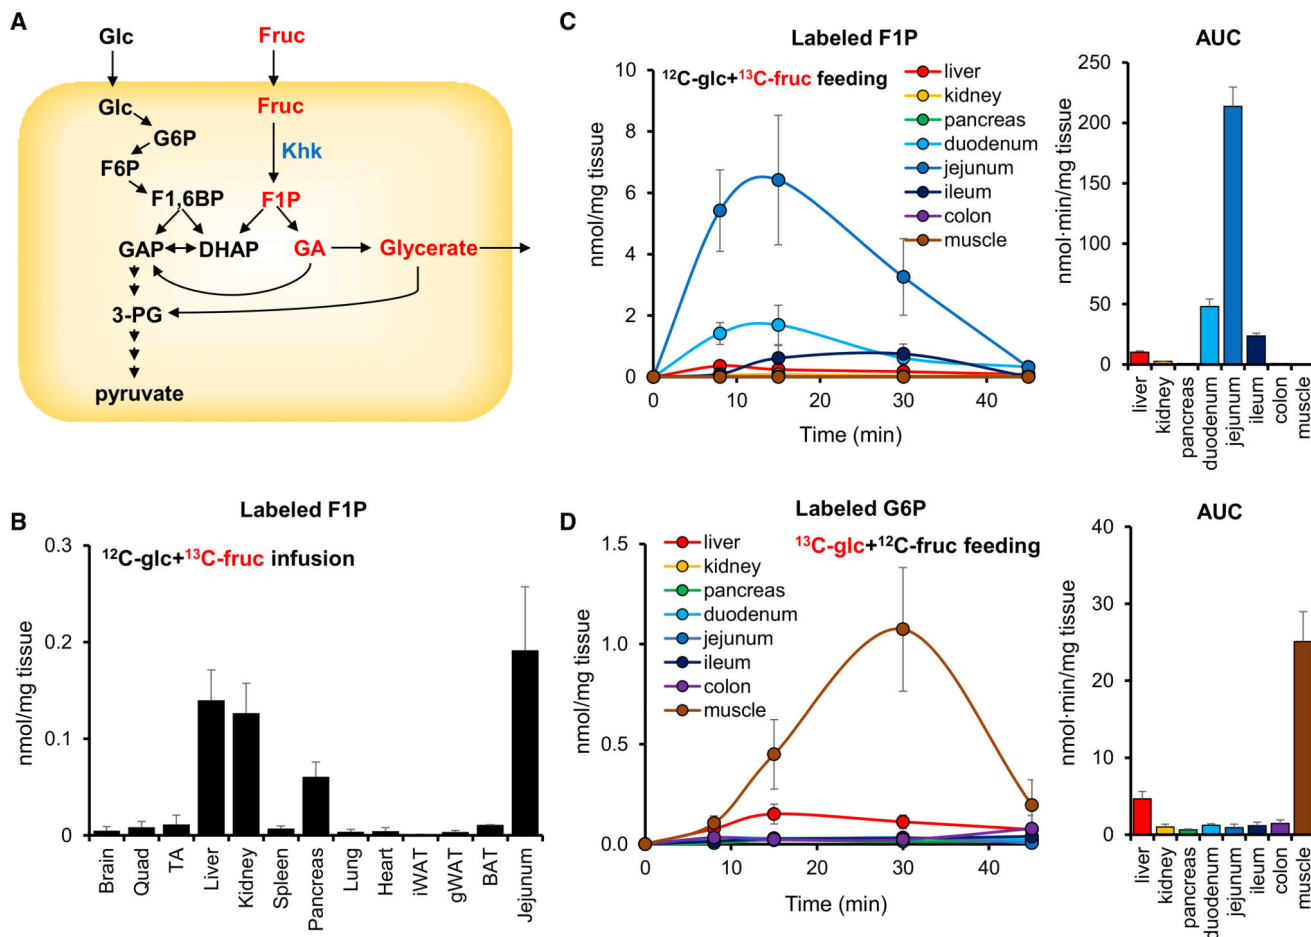 A
Glc
Fruc
Glc
Fruc
G6P
Khk
F6P
F1,6BP
F1P
GAP
DHAP
GA
Glycerate
3-PG
pyruvate
B
Labeled F1P
¹²C-glc+¹³C-fruc infusion
nmol/mg tissue
0.3
0.2
0.1
0
Brain
Quad
TA
Liver
Kidney
Spleen
Pancreas
Lung
Heart
iWAT
gWAT
BAT
Jejunum
C
Labeled F1P
¹²C-glc+¹³C-fruc feeding
liver
kidney
pancreas
duodenum
jejunum
ileum
colon
muscle
nmol/mg tissue
10
8
6
4
2
0
0
10
20
30
40
Time (min)
AUC
nmol·min/mg tissue
250
200
150
100
50
0
liver
kidney
pancreas
duodenum
jejunum
ileum
colon
muscle
D
Labeled G6P
¹³C-glc+¹²C-fruc feeding
liver
kidney
pancreas
duodenum
jejunum
ileum
colon
muscle
nmol/mg tissue
1.5
1.0
0.5
0.0
0
10
20
30
40
Time (min)
AUC
nmol·min/mg tissue
40
30
20
10
0
liver
kidney
pancreas
duodenum
jejunum
ileum
colon
muscle